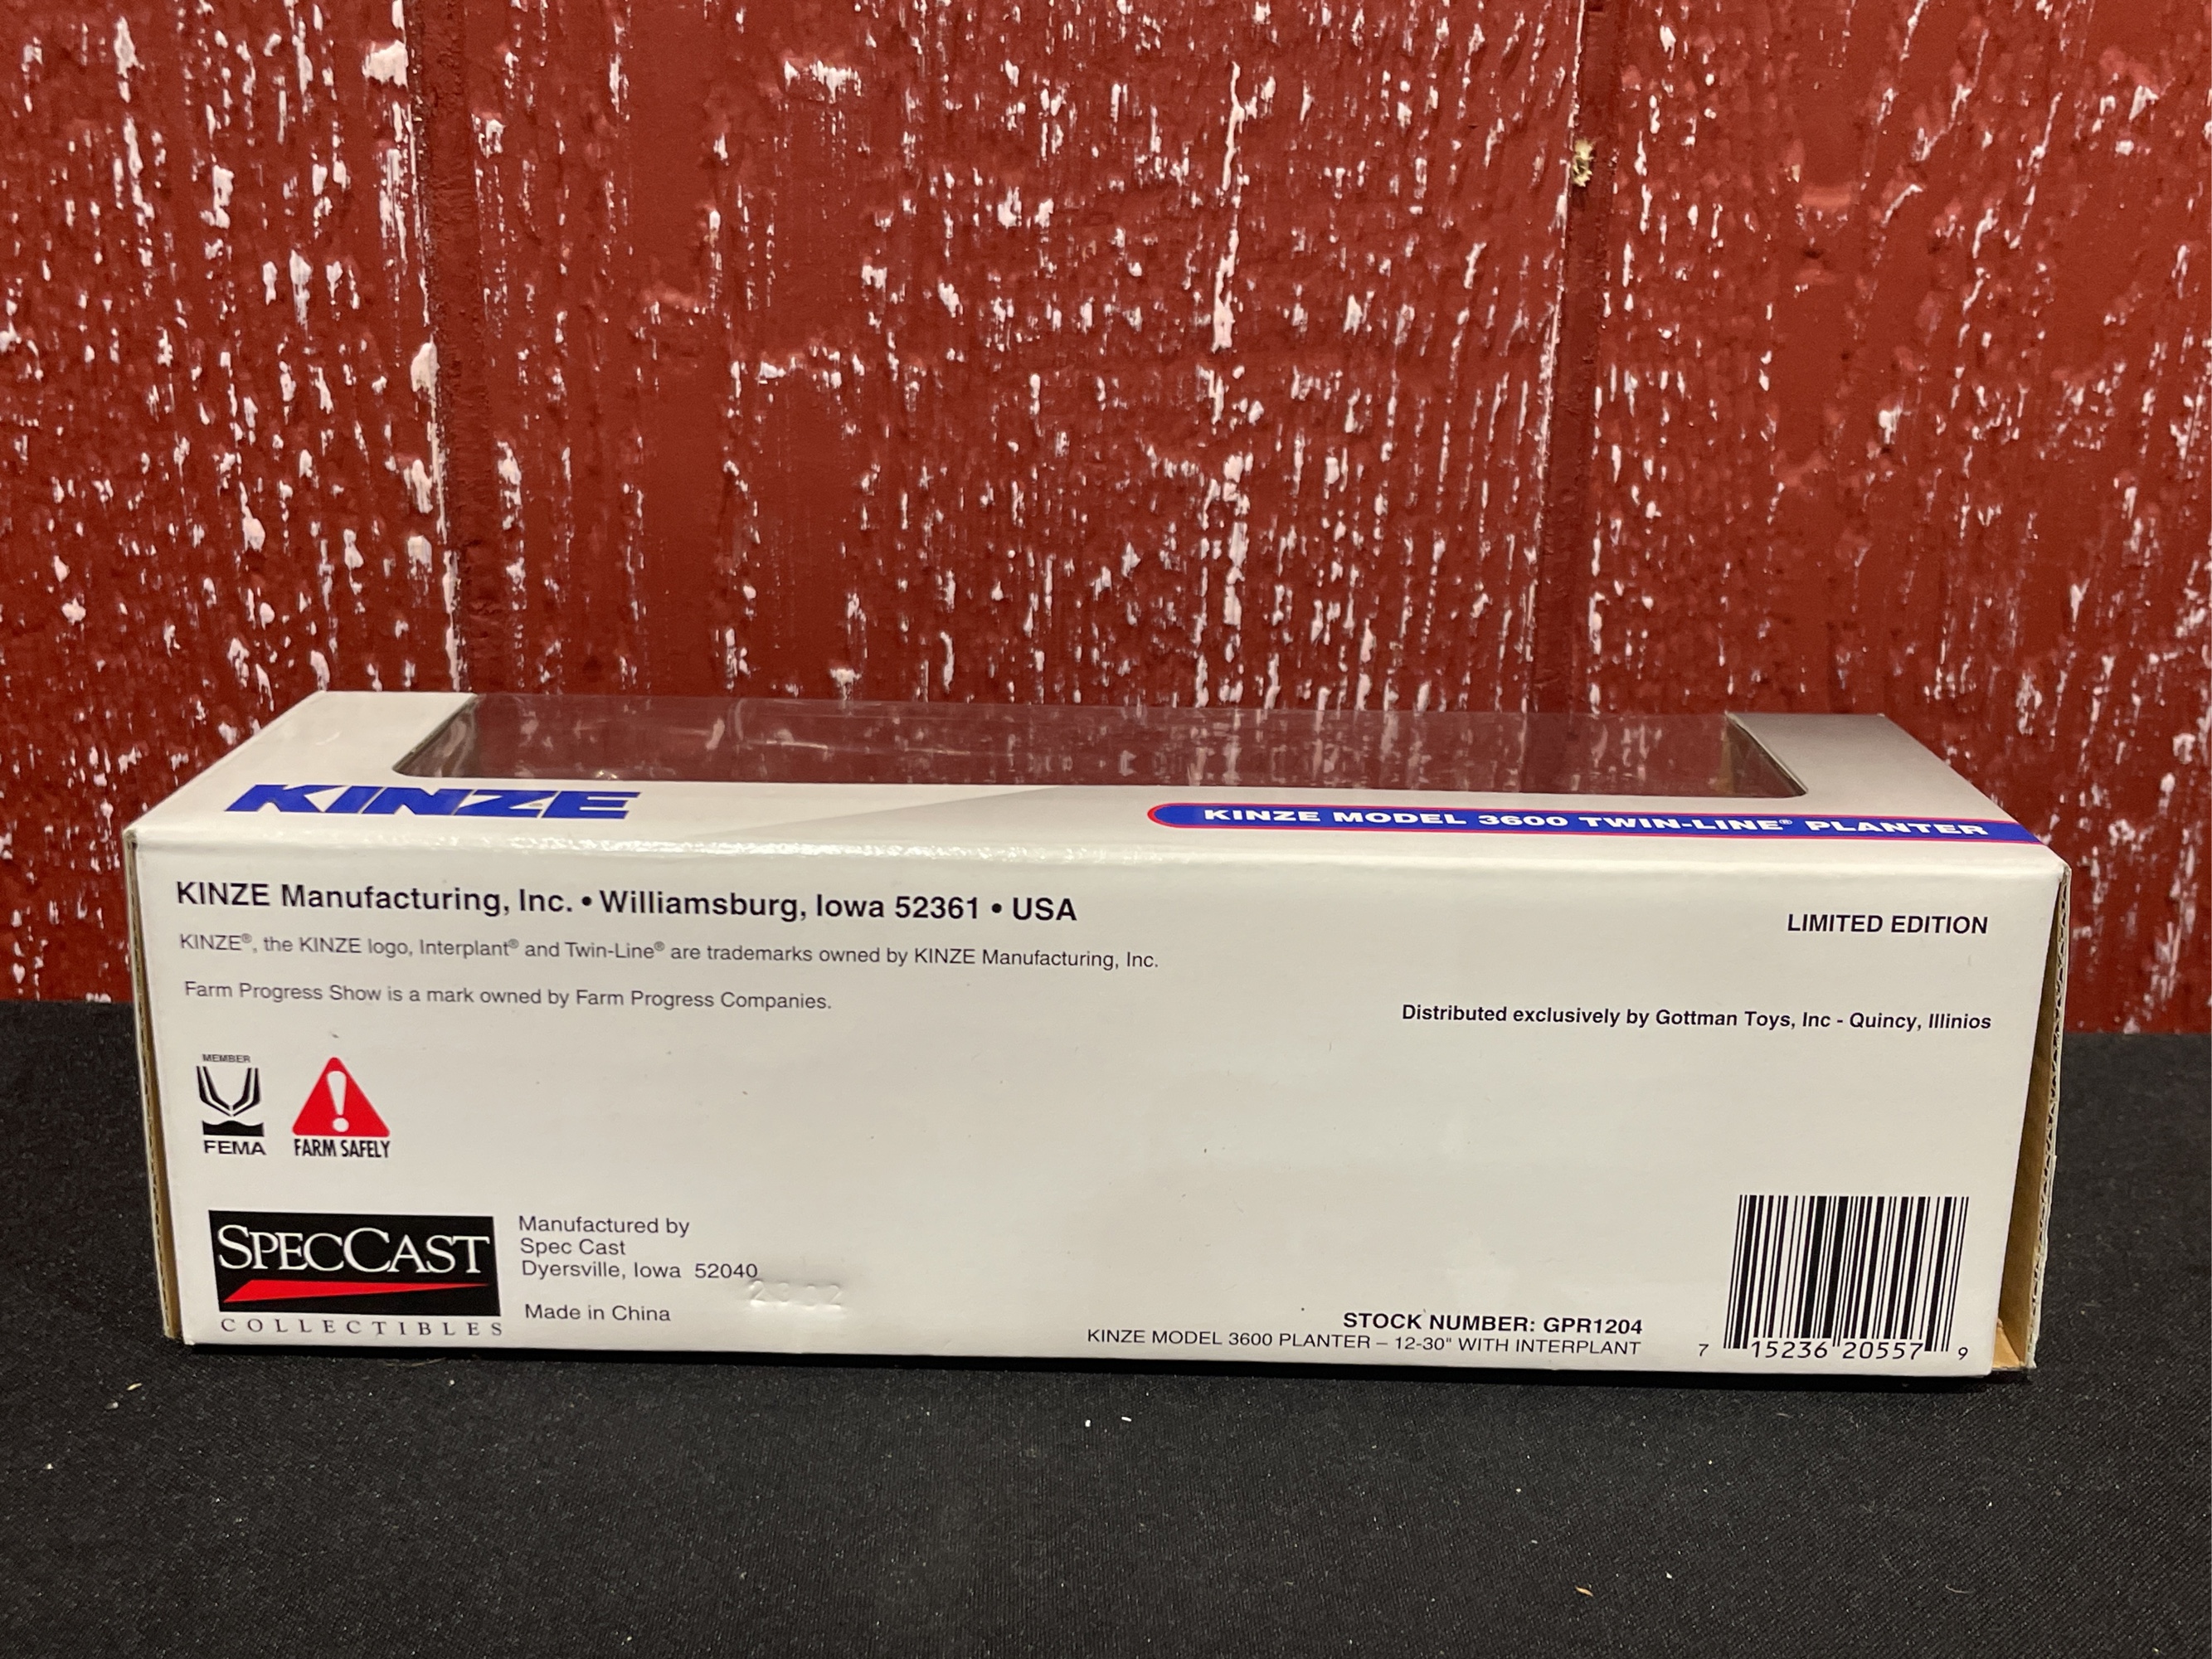 KINZE
KINZE MODEL 3600 TWIN-LINE® PLANTER
KINZE Manufacturing, Inc. • Williamsburg, Iowa 52361 • USA
LIMITED EDITION
KINZE®, the KINZE logo, Interplant® and Twin-Line® are trademarks owned by KINZE Manufacturing, Inc.
Farm Progress Show is a mark owned by Farm Progress Companies.
Distributed exclusively by Gottman Toys, Inc - Quincy, Illinios
MEMBER
FEMA
FARM SAFELY
SPECCAST
COLLECTIBLES
Manufactured by
Spec Cast
Dyersville, Iowa 52040
Made in China
STOCK NUMBER: GPR1204
KINZE MODEL 3600 PLANTER – 12-30" WITH INTERPLANT
7 15236 20557 9